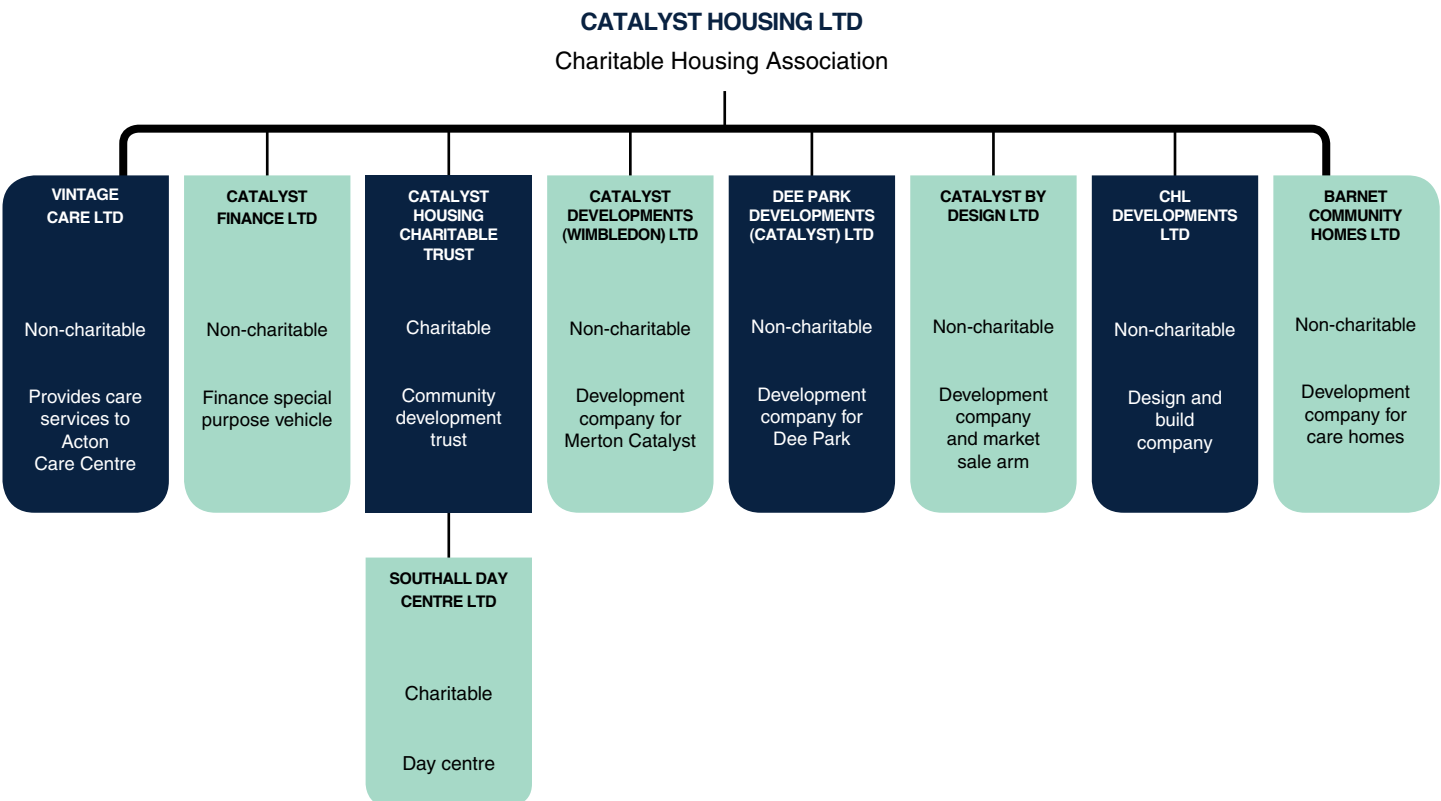 CATALYST HOUSING LTD
Charitable Housing Association
VINTAGE
CARE LTD
Non-charitable
Provides care
services to
Acton
Care Centre
CATALYST
FINANCE LTD
Non-charitable
Finance special
purpose vehicle
CATALYST
HOUSING
CHARITABLE
TRUST
Charitable
Community
development
trust
CATALYST
DEVELOPMENTS
(WIMBLEDON) LTD
Non-charitable
Development
company for
Merton Catalyst
DEE PARK
DEVELOPMENTS
(CATALYST) LTD
Non-charitable
Development
company for
Dee Park
CATALYST BY
DESIGN LTD
Non-charitable
Development
company
and market
sale arm
CHL
DEVELOPMENTS
LTD
Non-charitable
Design and
build
company
BARNET
COMMUNITY
HOMES LTD
Non-charitable
Development
company for
care homes
SOUTHALL DAY
CENTRE LTD
Charitable
Day centre